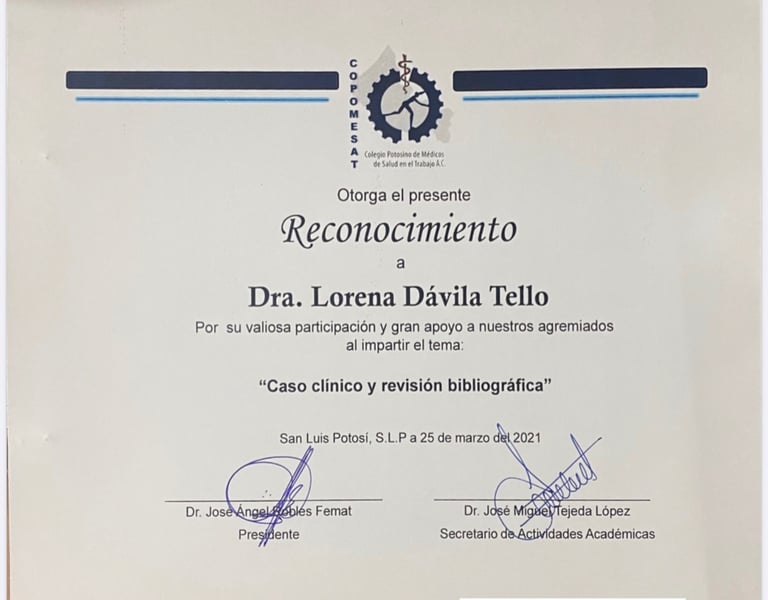 COPOMESAT
Colegio Potosino de Médicos
de Salud en el Trabajo A.C.
Otorga el presente
Reconocimiento
a
Dra. Lorena Dávila Tello
Por su valiosa participación y gran apoyo a nuestros agremiados
al impartir el tema:
“Caso clínico y revisión bibliográfica”
San Luis Potosí, S.L.P a 25 de marzo del 2021
Dr. José Ángel Robles Femat
Presidente
Dr. José Miguel Tejeda López
Secretario de Actividades Académicas